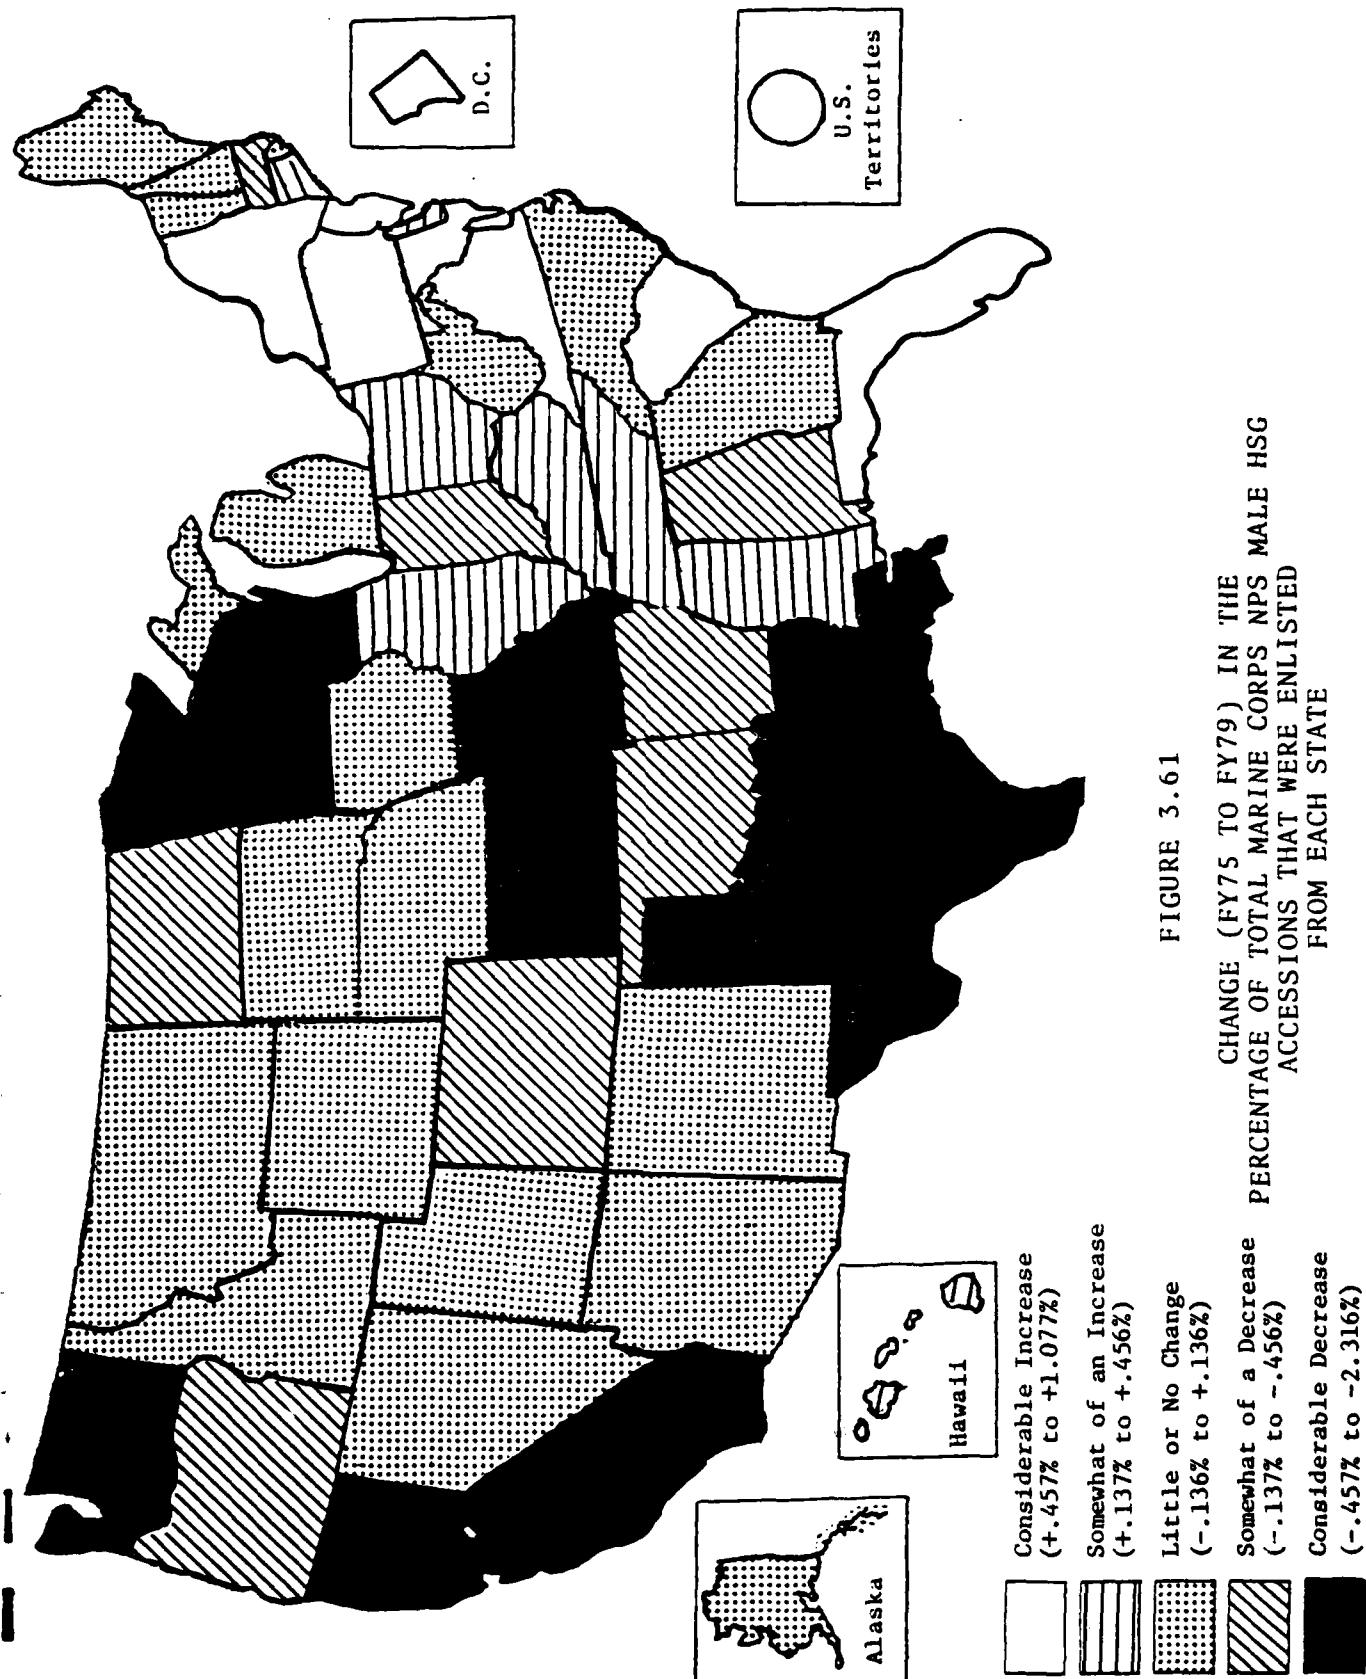 D.C.
U.S.
Territories
Alaska
Hawaii
Considerable Increase
(+.457% to +1.077%)
Somewhat of an Increase
(+.137% to +.456%)
Little or No Change
(-.136% to +.136%)
Somewhat of a Decrease
(-.137% to -.456%)
Considerable Decrease
(-.457% to -2.316%)
FIGURE 3.61
CHANGE (FY75 TO FY79) IN THE
PERCENTAGE OF TOTAL MARINE CORPS NPS MALE HSG
ACCESSIONS THAT WERE ENLISTED
FROM EACH STATE